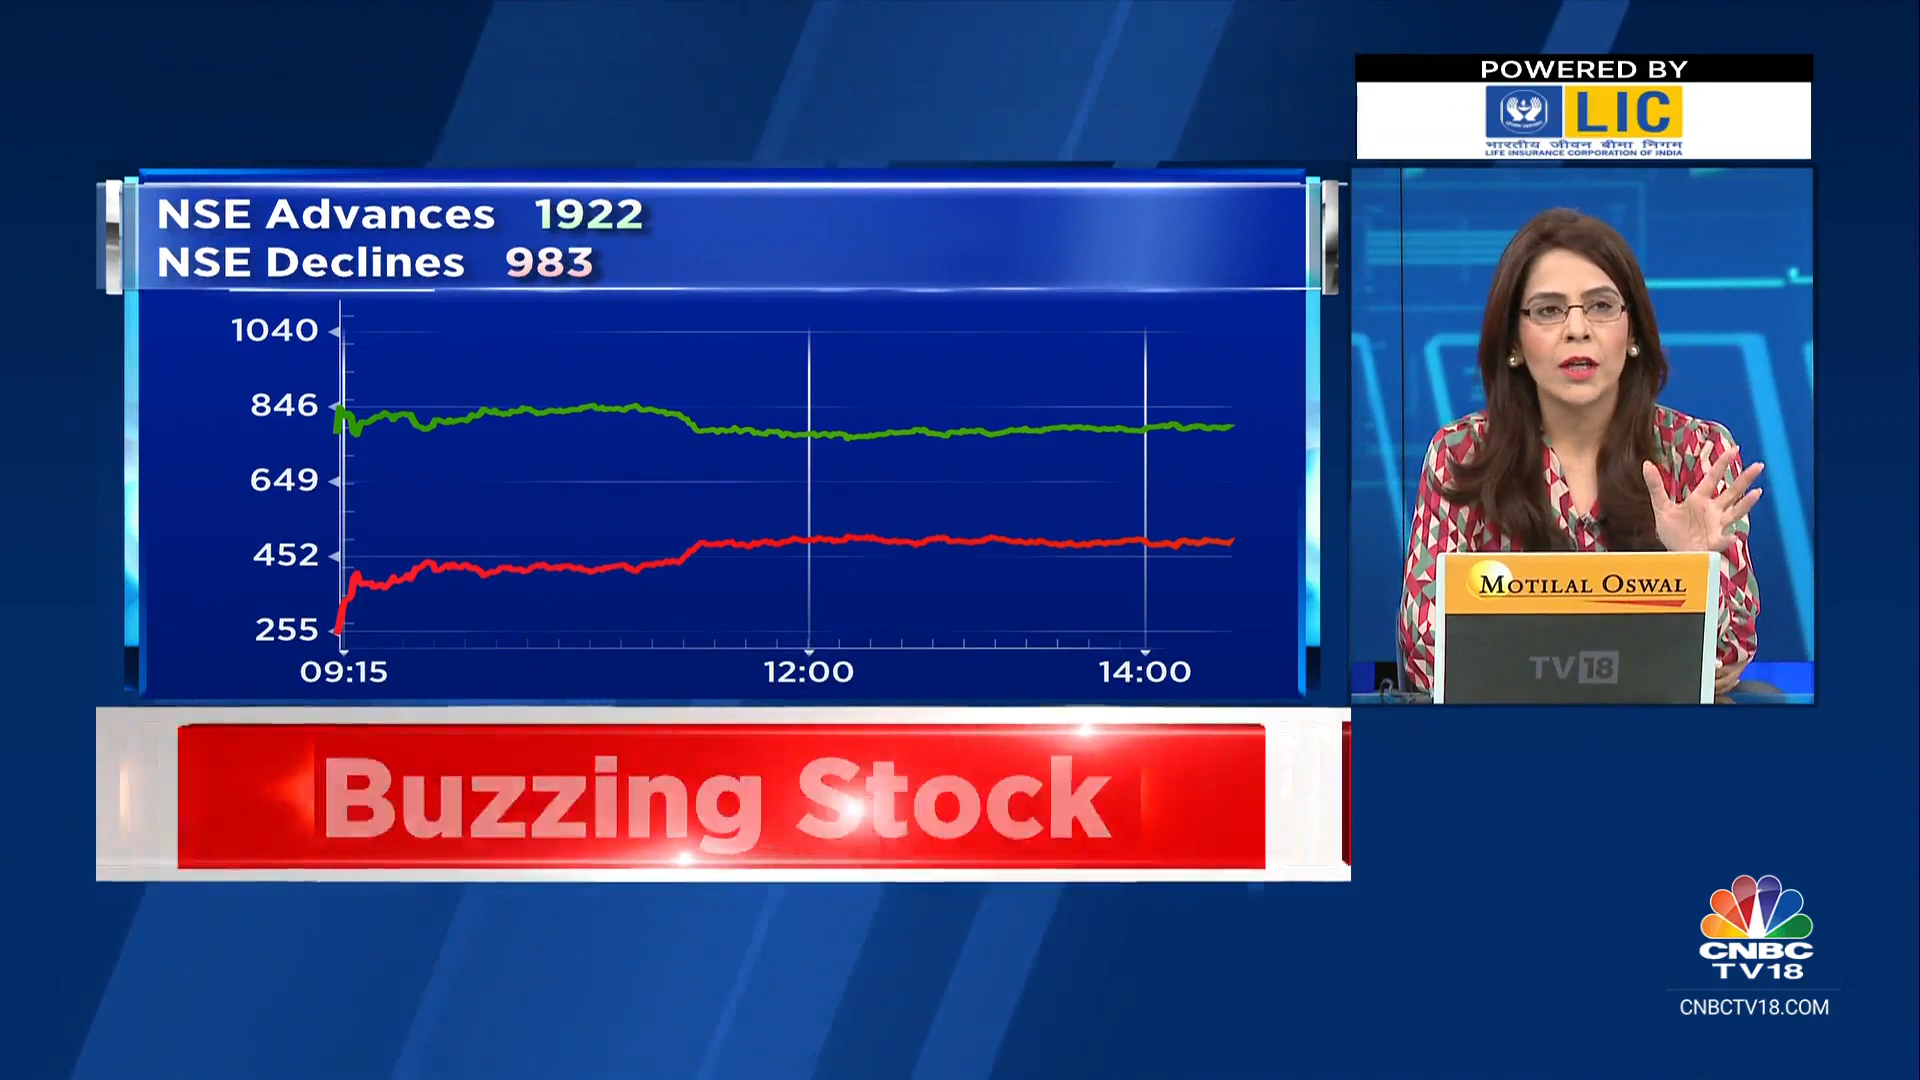 POWERED BY
LIC
भारतीय जीवन बीमा निगम
LIFE INSURANCE CORPORATION OF INDIA
NSE Advances 1922
NSE Declines 983
1040
846
649
452
255
09:15 12:00 14:00
MOTILAL OSWAL
TV18
Buzzing Stock
CNBC
TV18
CNBCTV18.COM